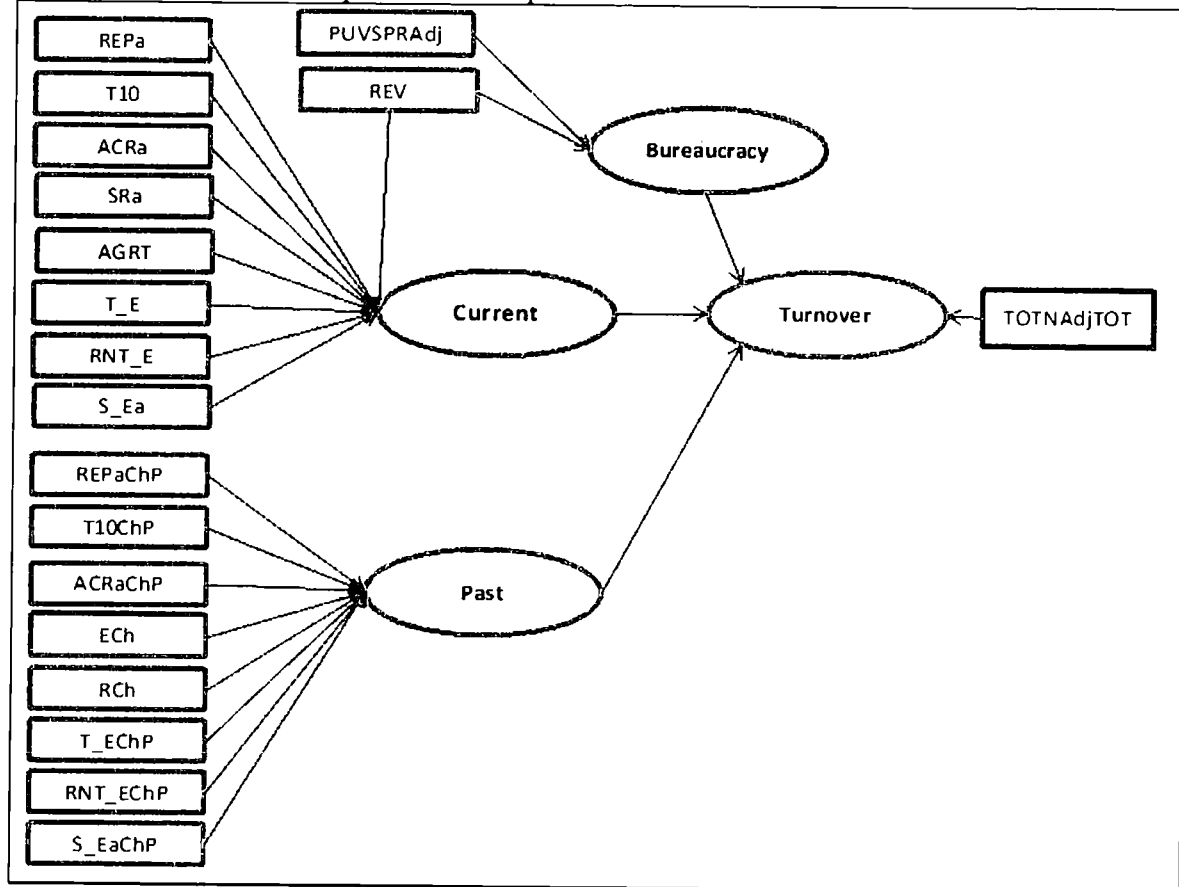 REPa
T10
ACRa
SRa
AGRT
T_E
RNT_E
S_Ea
PUVSPRAdj
REV
Bureaucracy
Current
Turnover
TOTNAdjTOT
REPaChP
T10ChP
ACRaChP
ECh
RCh
T_EChP
RNT_EChP
S_EaChP
Past